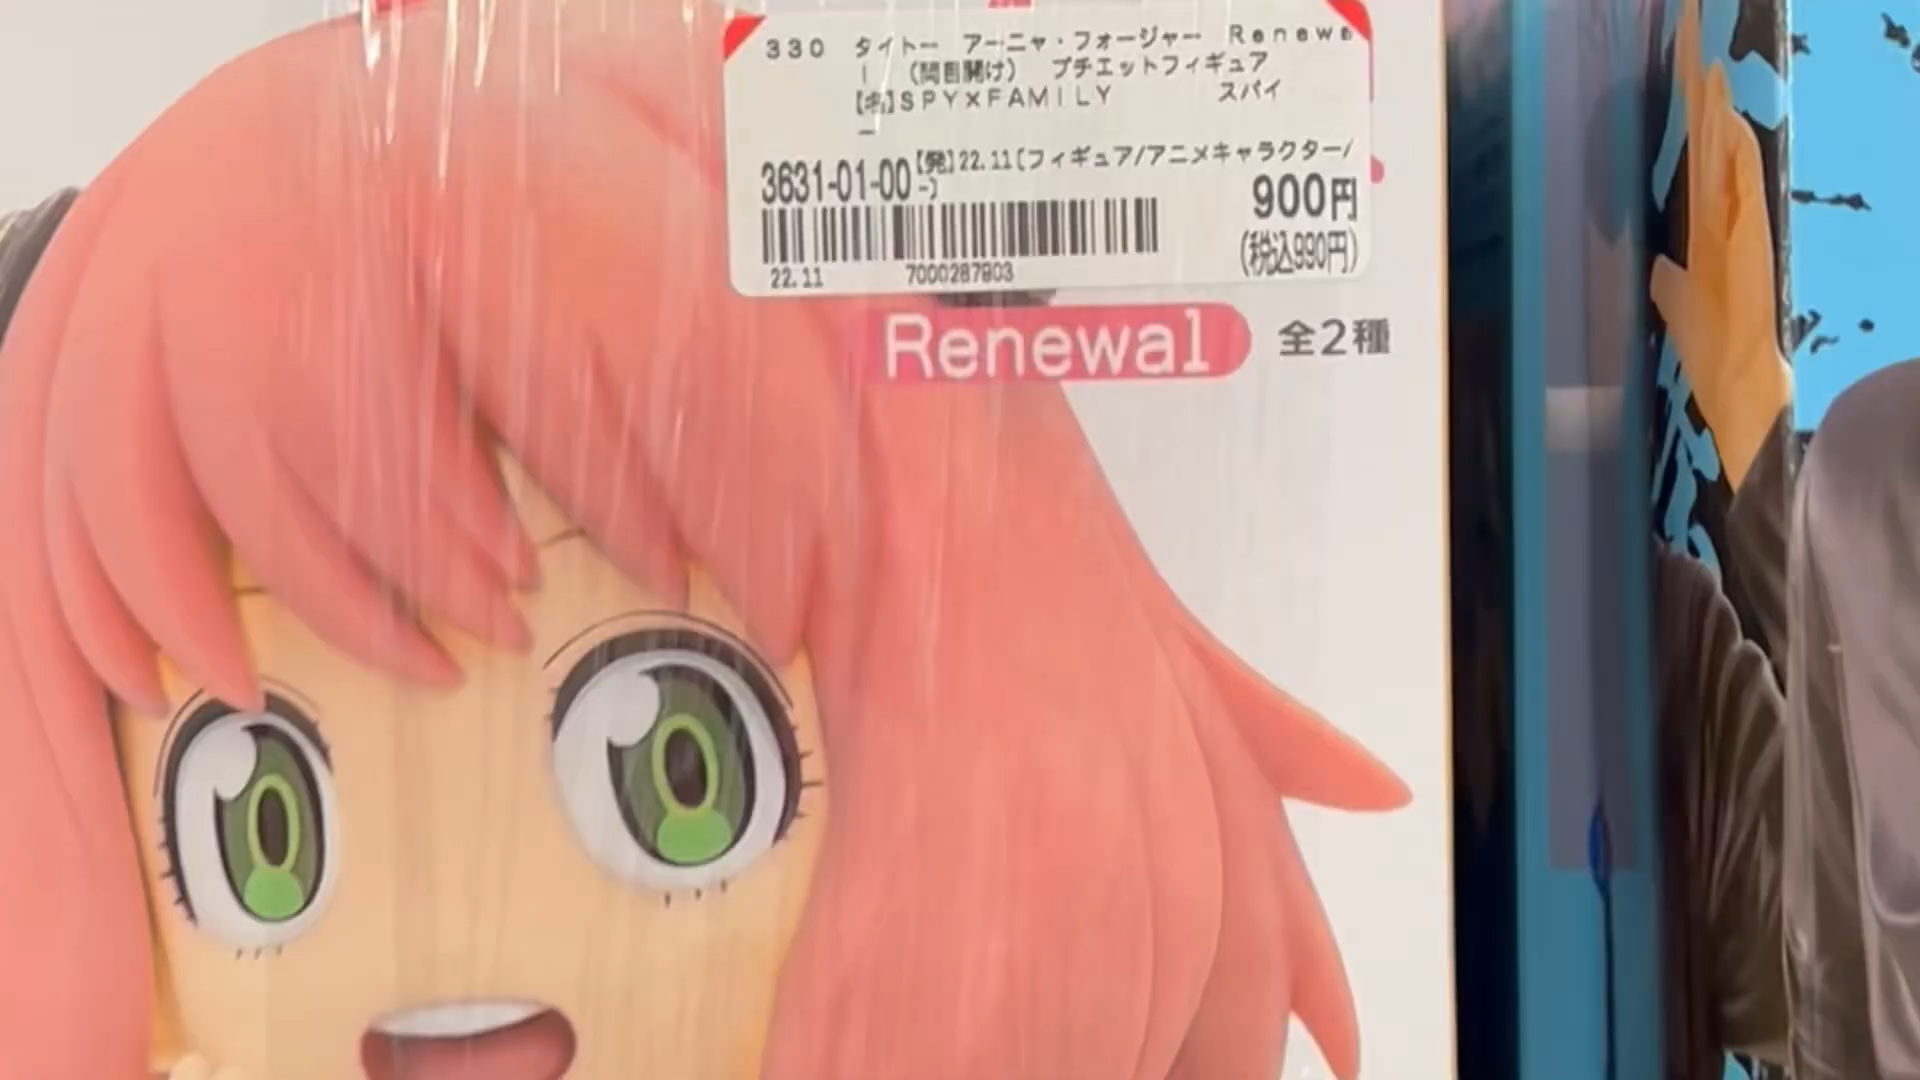 330 タイトー アーニャ・フォージャー Renewa
l (両目開け) プチエットフィギュア
【名】SPY×FAMILY スパイ
ー
3631-01-00 【発】22.11〔フィギュア/アニメキャラクター/
-〕
900円
(税込990円)
22.11 7000287803
Renewal 全2種